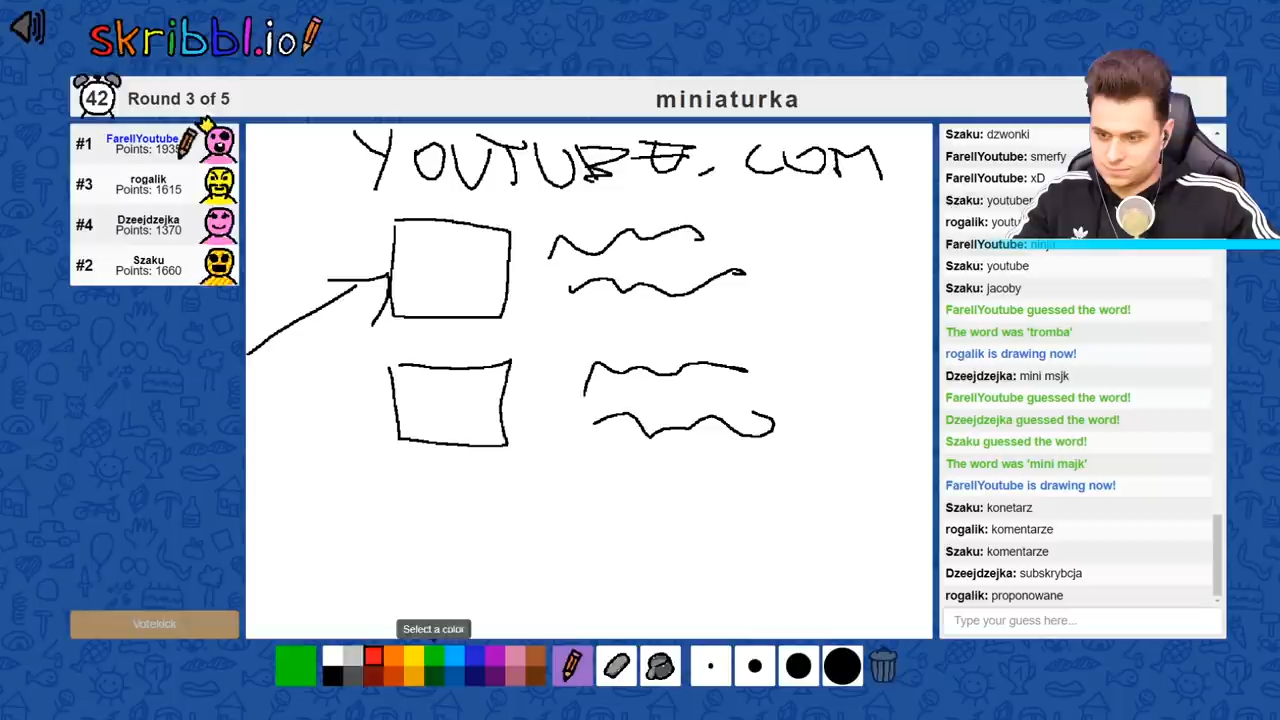 skribbl.io
42
Round 3 of 5
miniaturka
#1
FarellYoutube
Points: 1935
#3
rogalik
Points: 1615
#4
Dzeejdzejka
Points: 1370
#2
Szaku
Points: 1660
Votekick
YOUTUBE.COM
Select a color
Szaku: dzwonki
FarellYoutube: smerfy
FarellYoutube: xD
Szaku: youtuber
rogalik:
FarellYoutube: ninja
Szaku: youtube
Szaku: jacoby
FarellYoutube guessed the word!
The word was 'tromba'
rogalik is drawing now!
Dzeejdzejka: mini msjk
FarellYoutube guessed the word!
Dzeejdzejka guessed the word!
Szaku guessed the word!
The word was 'mini majk'
FarellYoutube is drawing now!
Szaku: konetarz
rogalik: komentarze
Szaku: komentarze
Dzeejdzejka: subskrybcja
rogalik: proponowane
Type your guess here...